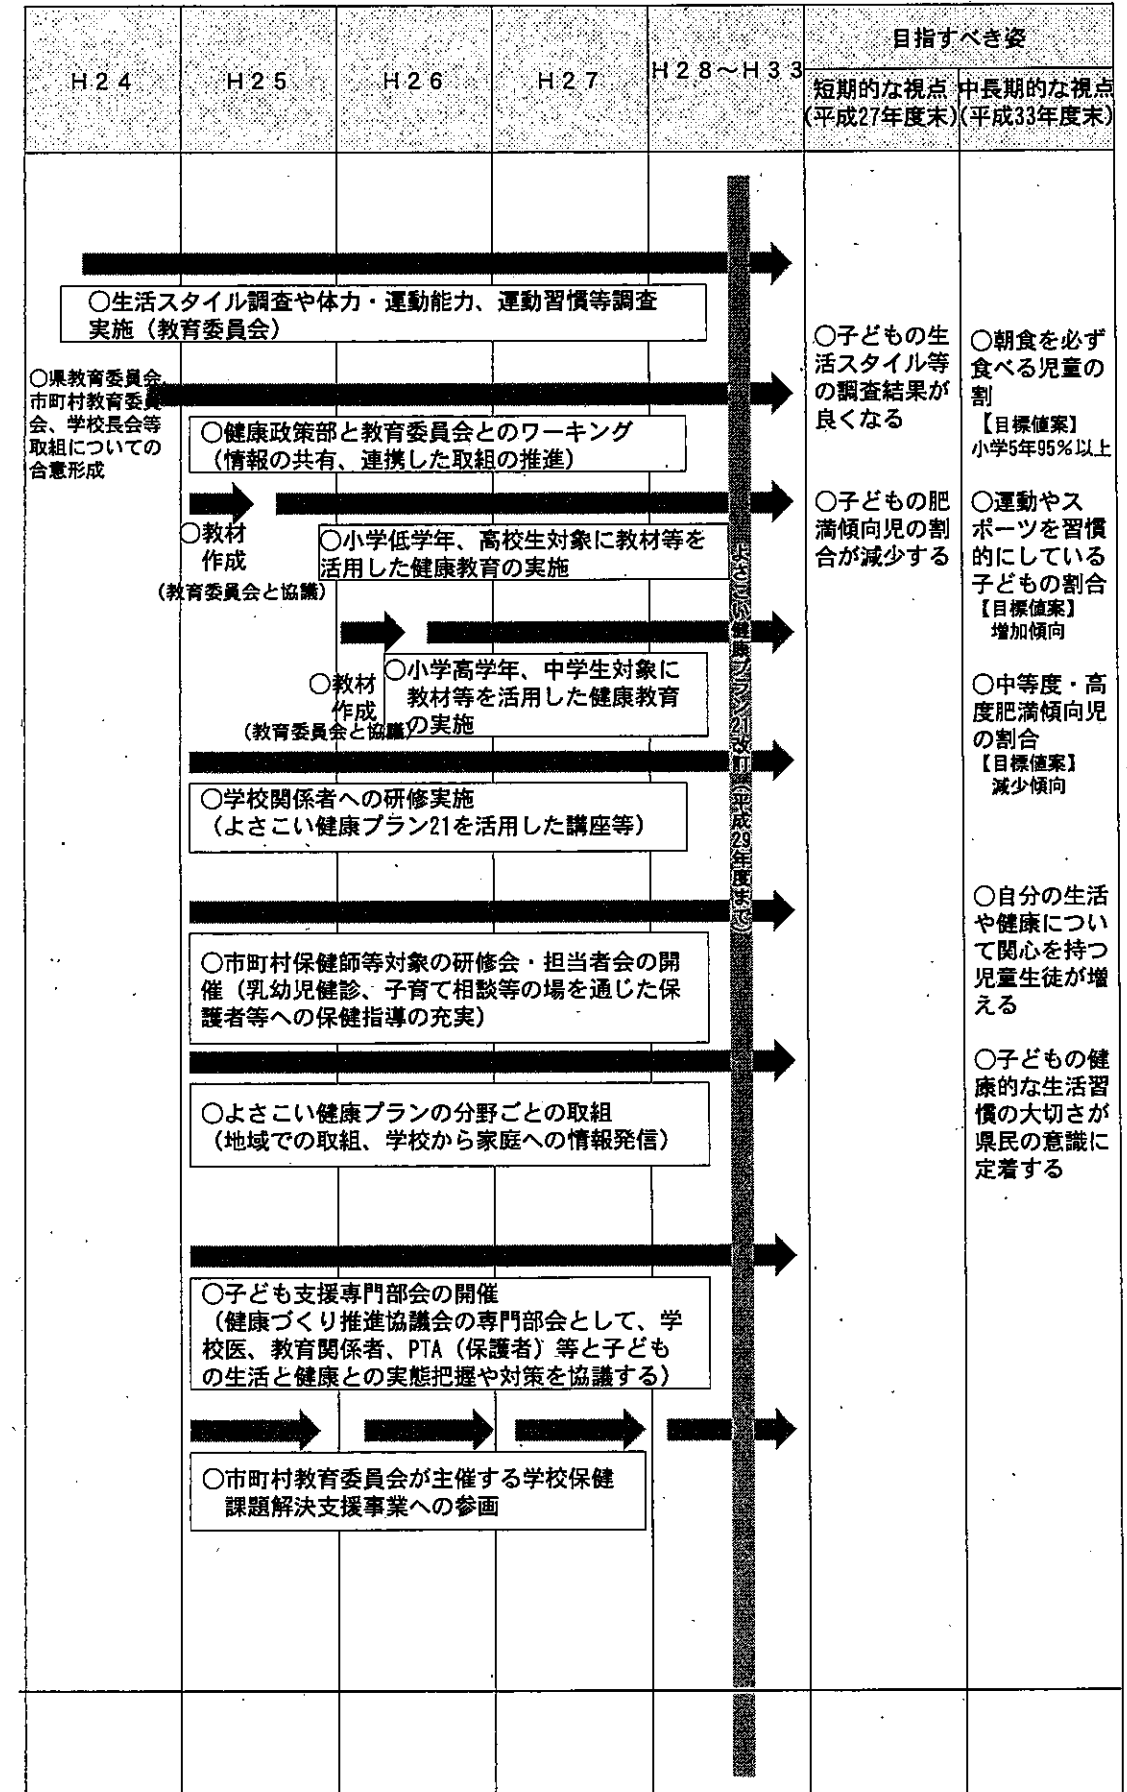 H24
H25
H26
H27
H28～H33
目指すべき姿
短期的な視点
(平成27年度末)
中長期的な視点
(平成33年度末)
○生活スタイル調査や体力・運動能力、運動習慣等調査
実施（教育委員会）
○県教育委員会、
市町村教育委員
会、学校長会等
取組についての
合意形成
○健康政策部と教育委員会とのワーキング
（情報の共有、連携した取組の推進）
○教材
作成
（教育委員会と協議）
○小学低学年、高校生対象に教材等を
活用した健康教育の実施
○教材
作成
（教育委員会と協議）
○小学高学年、中学生対象に
教材等を活用した健康教育
の実施
○学校関係者への研修実施
（よさこい健康プラン21を活用した講座等）
○市町村保健師等対象の研修会・担当者会の開
催（乳幼児健診、子育て相談等の場を通じた保
護者等への保健指導の充実）
○よさこい健康プランの分野ごとの取組
（地域での取組、学校から家庭への情報発信）
○子ども支援専門部会の開催
（健康づくり推進協議会の専門部会として、学
校医、教育関係者、PTA（保護者）等と子ども
の生活と健康との実態把握や対策を協議する）
○市町村教育委員会が主催する学校保健
課題解決支援事業への参画
よさこい健康プラン21改訂（平成29年度まで）
○子どもの生
活スタイル等
の調査結果が
良くなる
○子どもの肥
満傾向児の割
合が減少する
○朝食を必ず
食べる児童の
割
【目標値案】
小学5年95%以上
○運動やス
ポーツを習慣
的にしている
子どもの割合
【目標値案】
増加傾向
○中等度・高
度肥満傾向児
の割合
【目標値案】
減少傾向
○自分の生活
や健康につい
て関心を持つ
児童生徒が増
える
○子どもの健
康的な生活習
慣の大切さが
県民の意識に
定着する